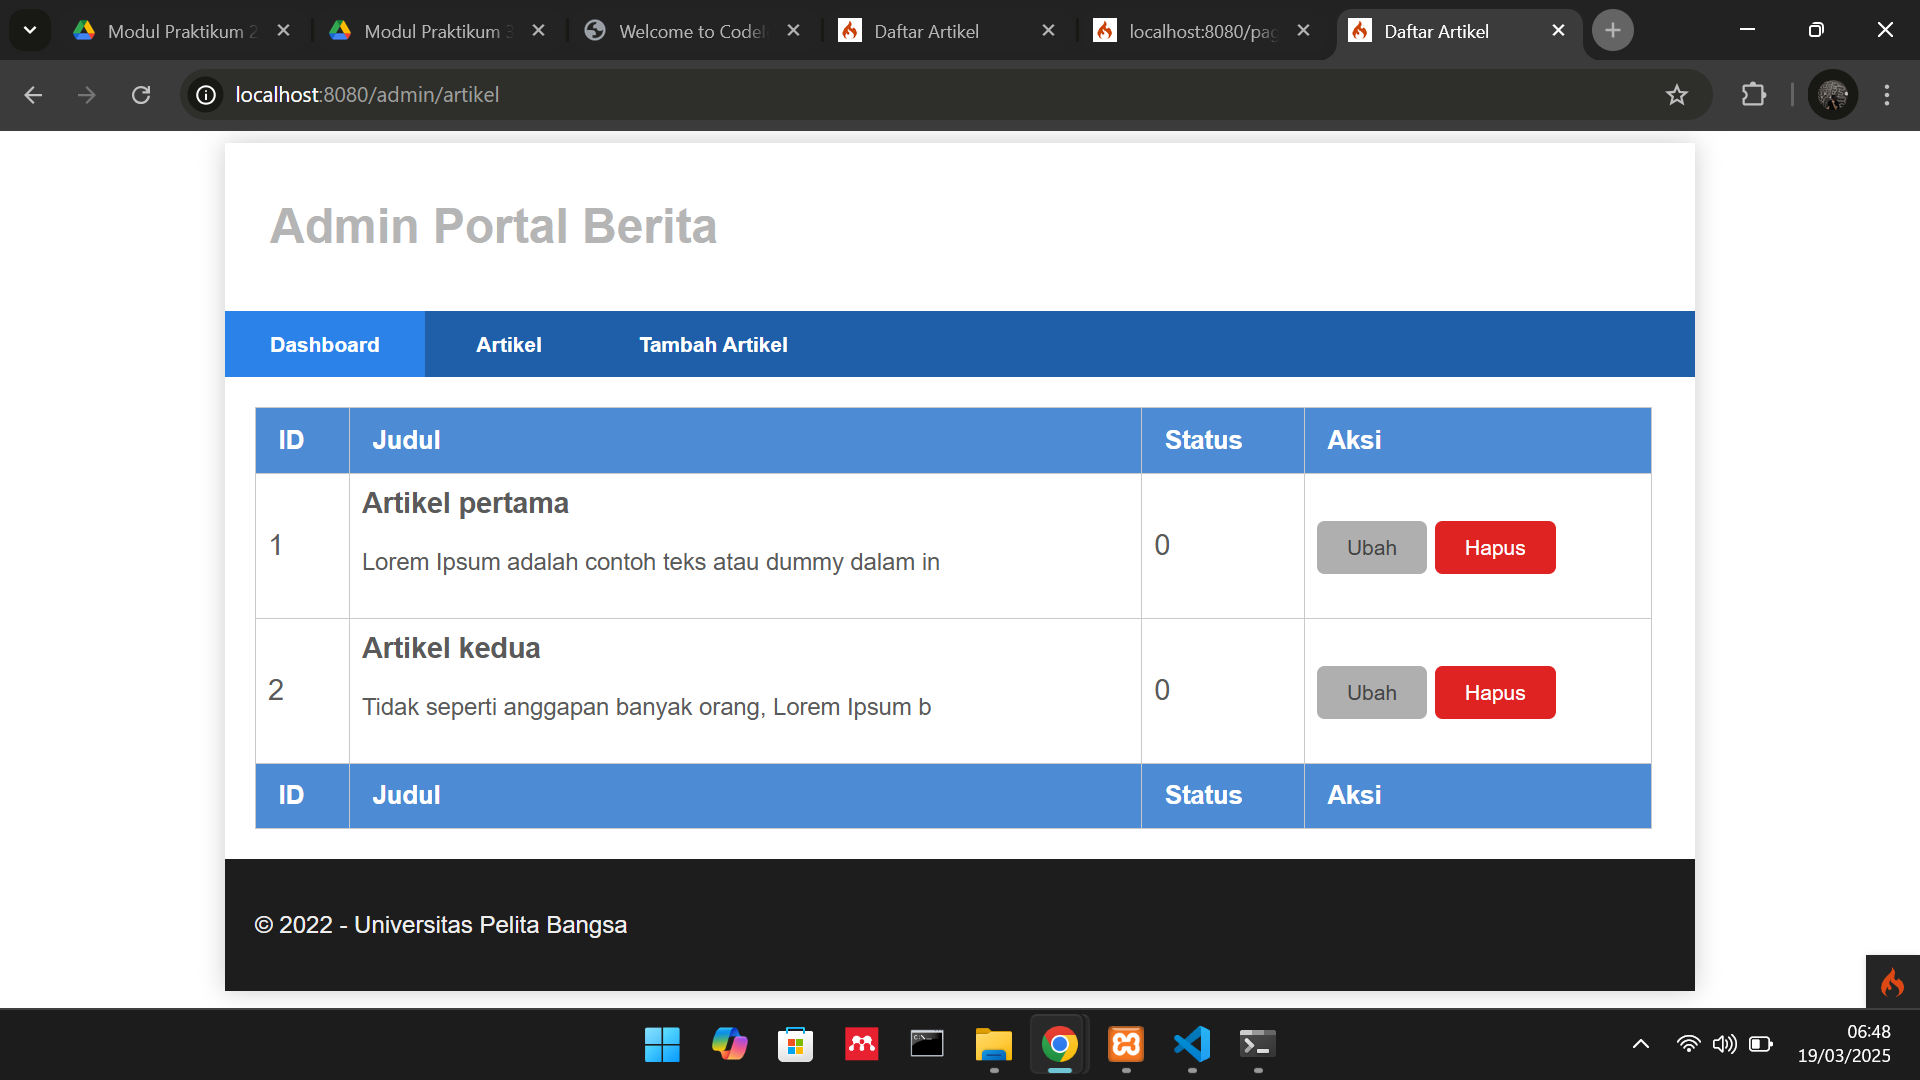 Modul Praktikum 2
Modul Praktikum 3
Welcome to Codel
Daftar Artikel
localhost:8080/pag
Daftar Artikel
localhost:8080/admin/artikel
Admin Portal Berita
Dashboard Artikel Tambah Artikel
ID Judul Status Aksi
Artikel pertama
1 Lorem Ipsum adalah contoh teks atau dummy dalam in 0 Ubah Hapus
Artikel kedua
2 Tidak seperti anggapan banyak orang, Lorem Ipsum b 0 Ubah Hapus
ID Judul Status Aksi
© 2022 - Universitas Pelita Bangsa
06:48
19/03/2025